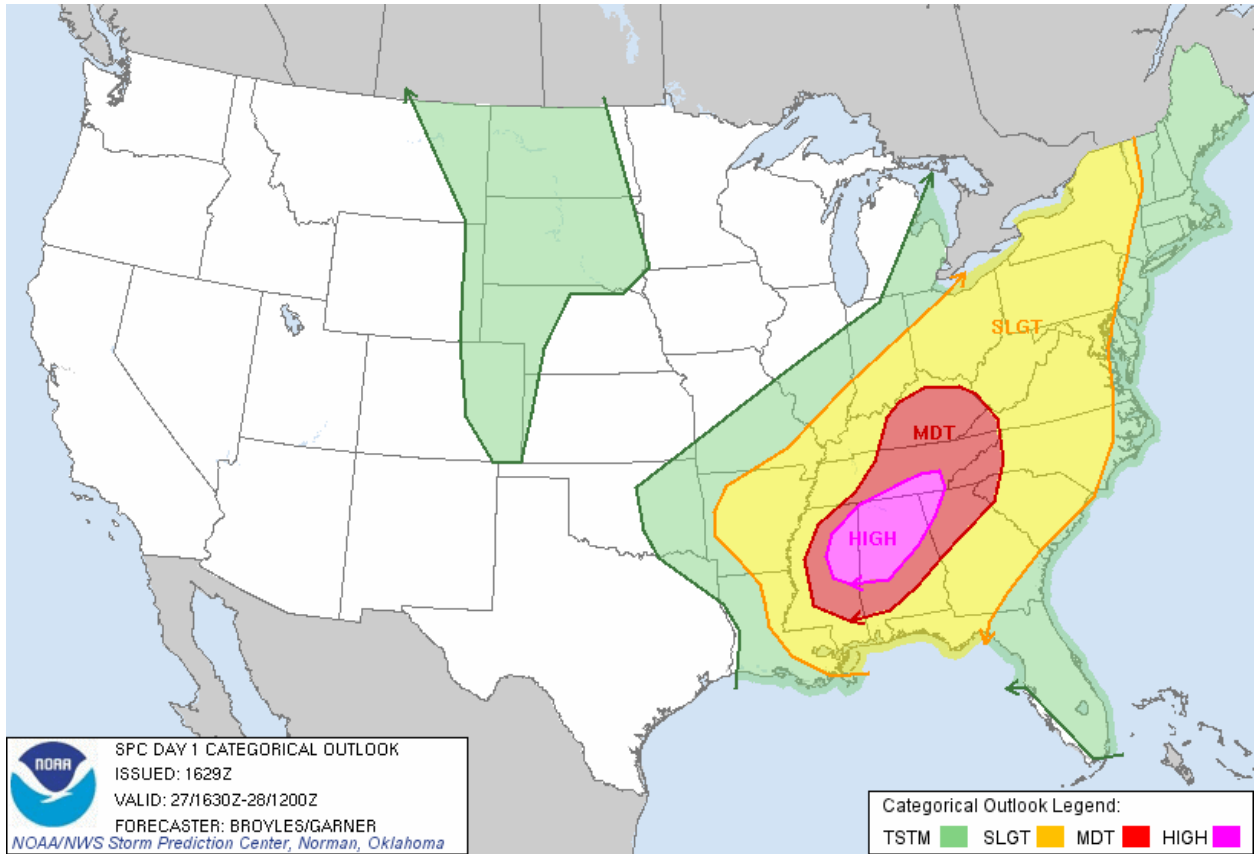 SLGT
MDT
HIGH
NOAA
SPC DAY 1 CATEGORICAL OUTLOOK
ISSUED: 1629Z
VALID: 27/1630Z-28/1200Z
FORECASTER: BROYLES/GARNER
NOAA/NWS Storm Prediction Center, Norman, Oklahoma
Categorical Outlook Legend:
TSTM SLGT MDT HIGH